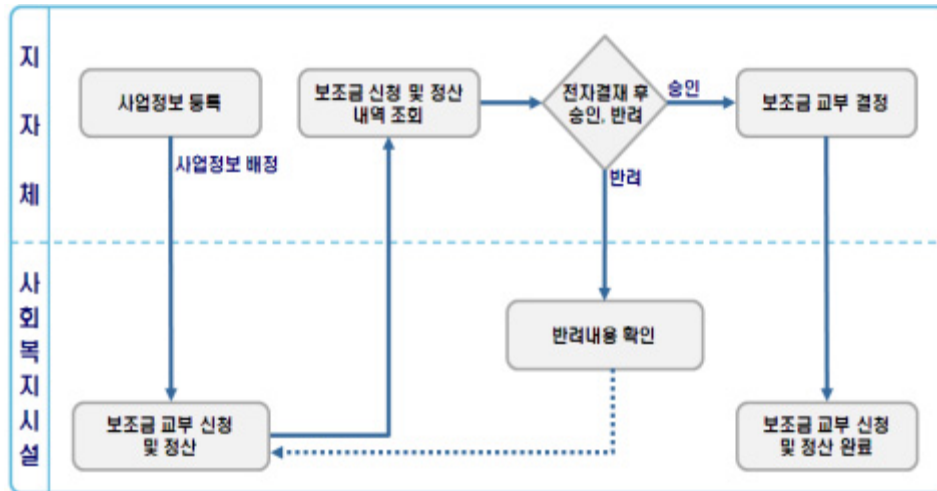 지자체
사업정보 등록
보조금 신청 및 정산
내역 조회
전자결재 후
승인, 반려
승인
보조금 교부 결정
사업정보 배정
반려
사회복지시설
반려내용 확인
보조금 교부 신청
및 정산
보조금 교부 신청
및 정산 완료